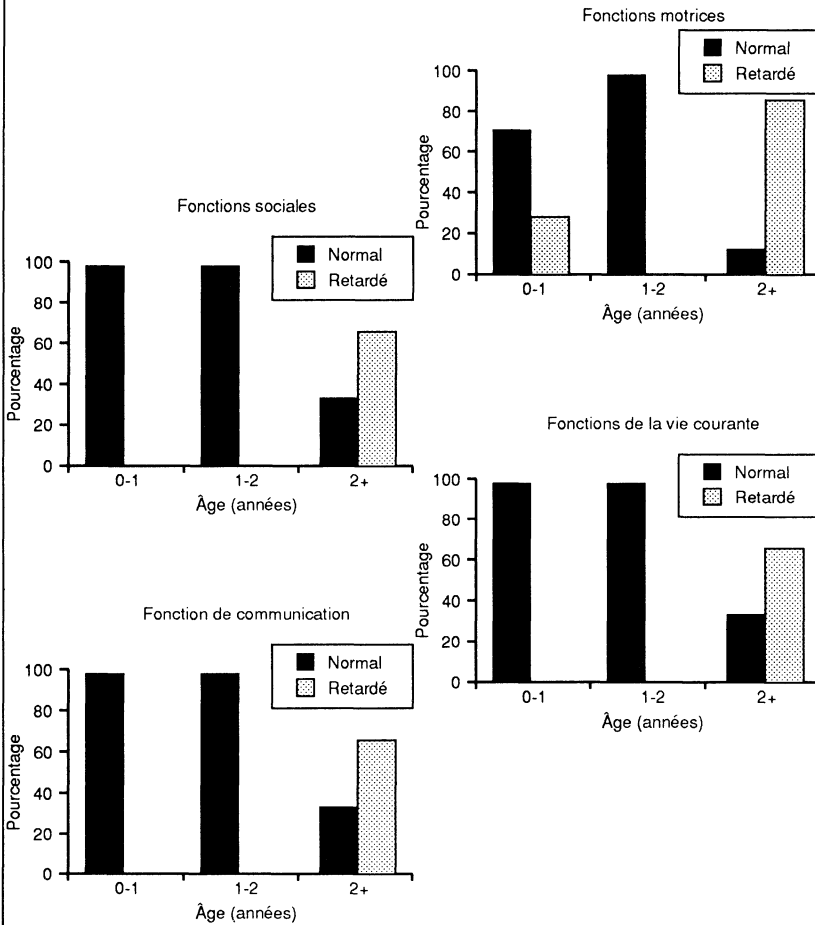 Fonctions motrices
Normal
Retardé
Pourcentage
100
80
60
40
20
0
0-1
1-2
2+
Âge (années)
Fonctions sociales
Normal
Retardé
Pourcentage
100
80
60
40
20
0
0-1
1-2
2+
Âge (années)
Fonctions de la vie courante
Normal
Retardé
Pourcentage
100
80
60
40
20
0
0-1
1-2
2+
Âge (années)
Fonction de communication
Normal
Retardé
Pourcentage
100
80
60
40
20
0
0-1
1-2
2+
Âge (années)